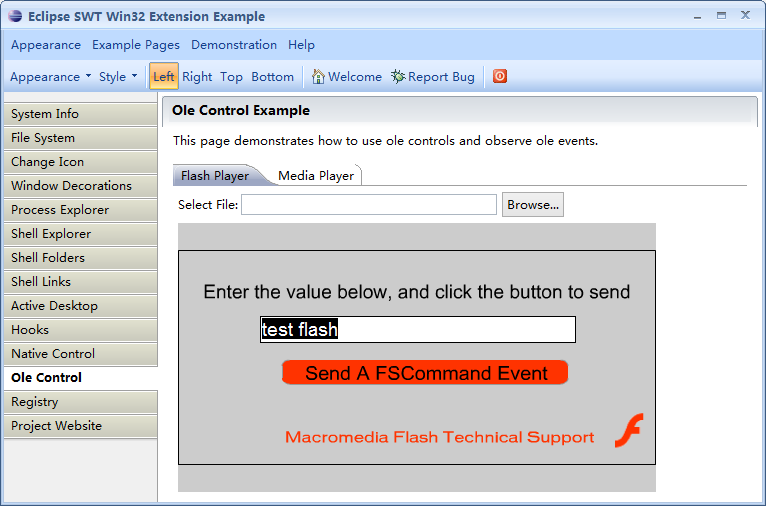 Eclipse SWT Win32 Extension Example
Appearance Example Pages Demonstration Help
Appearance Style Left Right Top Bottom Welcome Report Bug
System Info
File System
Change Icon
Window Decorations
Process Explorer
Shell Explorer
Shell Folders
Shell Links
Active Desktop
Hooks
Native Control
Ole Control
Registry
Project Website
Ole Control Example
This page demonstrates how to use ole controls and observe ole events.
Flash Player Media Player
Select File: Browse...
Enter the value below, and click the button to send
test flash
Send A FSCommand Event
Macromedia Flash Technical Support